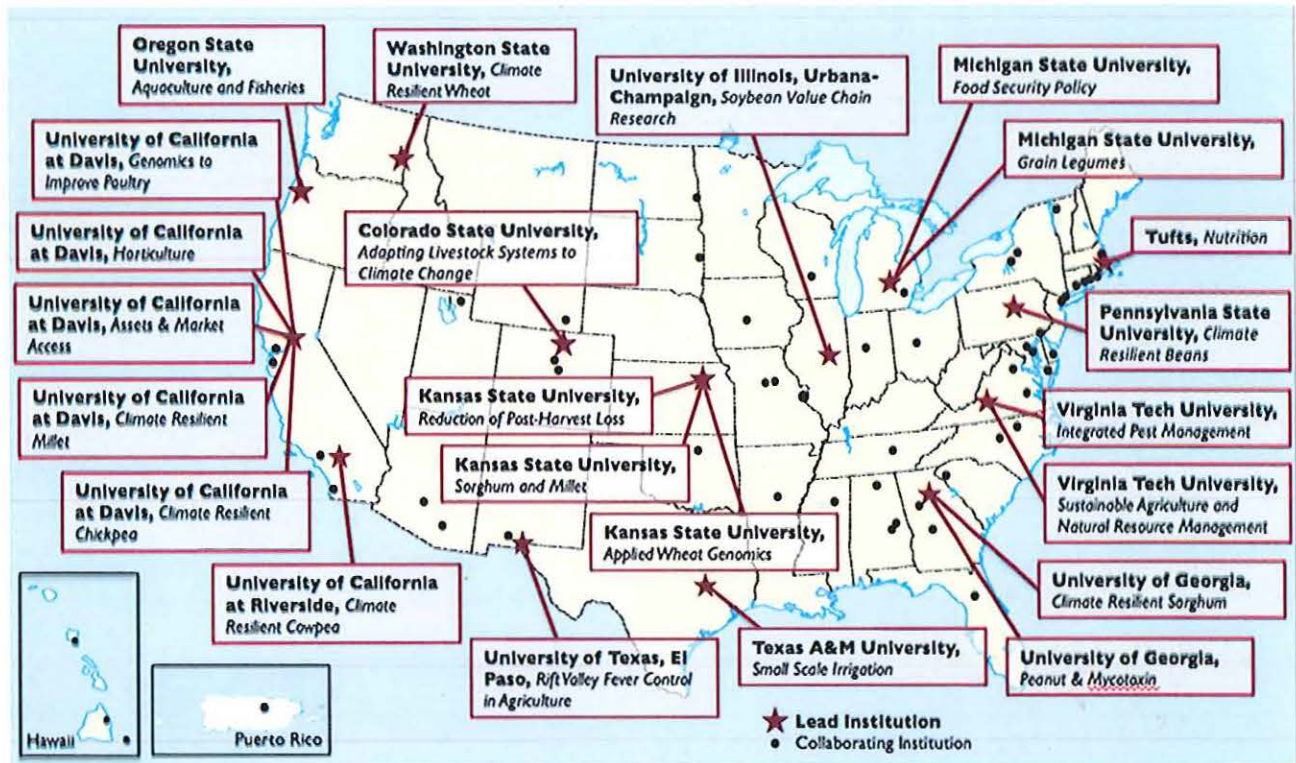 Oregon State
University,
Aquaculture and Fisheries
Washington State
University, Climate
Resilient Wheat
University of Illinois, Urbana-
Champaign, Soybean Value Chain
Research
Michigan State University,
Food Security Policy
University of California
at Davis, Genomics to
Improve Poultry
Michigan State University,
Grain Legumes
University of California
at Davis, Horticulture
Colorado State University,
Adapting Livestock Systems to
Climate Change
Tufts, Nutrition
University of California
at Davis, Assets & Market
Access
Pennsylvania State
University, Climate
Resilient Beans
University of California
at Davis, Climate Resilient
Millet
Kansas State University,
Reduction of Post-Harvest Loss
Virginia Tech University,
Integrated Pest Management
Kansas State University,
Sorghum and Millet
University of California
at Davis, Climate Resilient
Chickpea
Virginia Tech University,
Sustainable Agriculture and
Natural Resource Management
Kansas State University,
Applied Wheat Genomics
University of California
at Riverside, Climate
Resilient Cowpea
University of Georgia,
Climate Resilient Sorghum
University of Texas, El
Paso, Rift Valley Fever Control
in Agriculture
Texas A&M University,
Small Scale Irrigation
University of Georgia,
Peanut & Mycotoxin
Hawaii
Puerto Rico
Lead Institution
Collaborating Institution